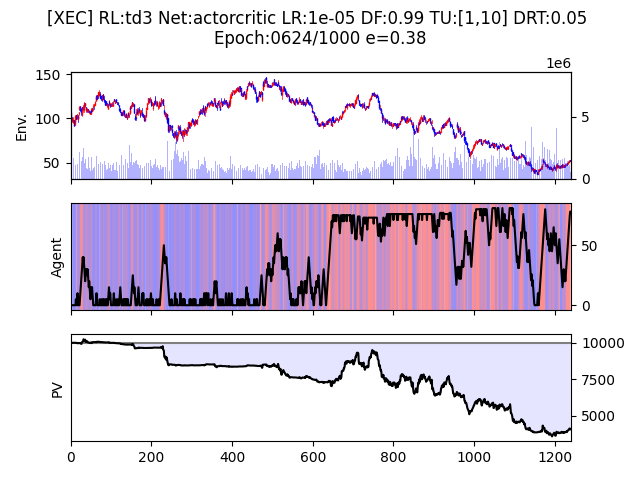 [XEC] RL:td3 Net:actorcritic LR:1e-05 DF:0.99 TU:[1,10] DRT:0.05
Epoch:0624/1000 e=0.38
1e6
150
100
50
Env.
5
0
Agent
50
0
PV
10000
7500
5000
0 200 400 600 800 1000 1200